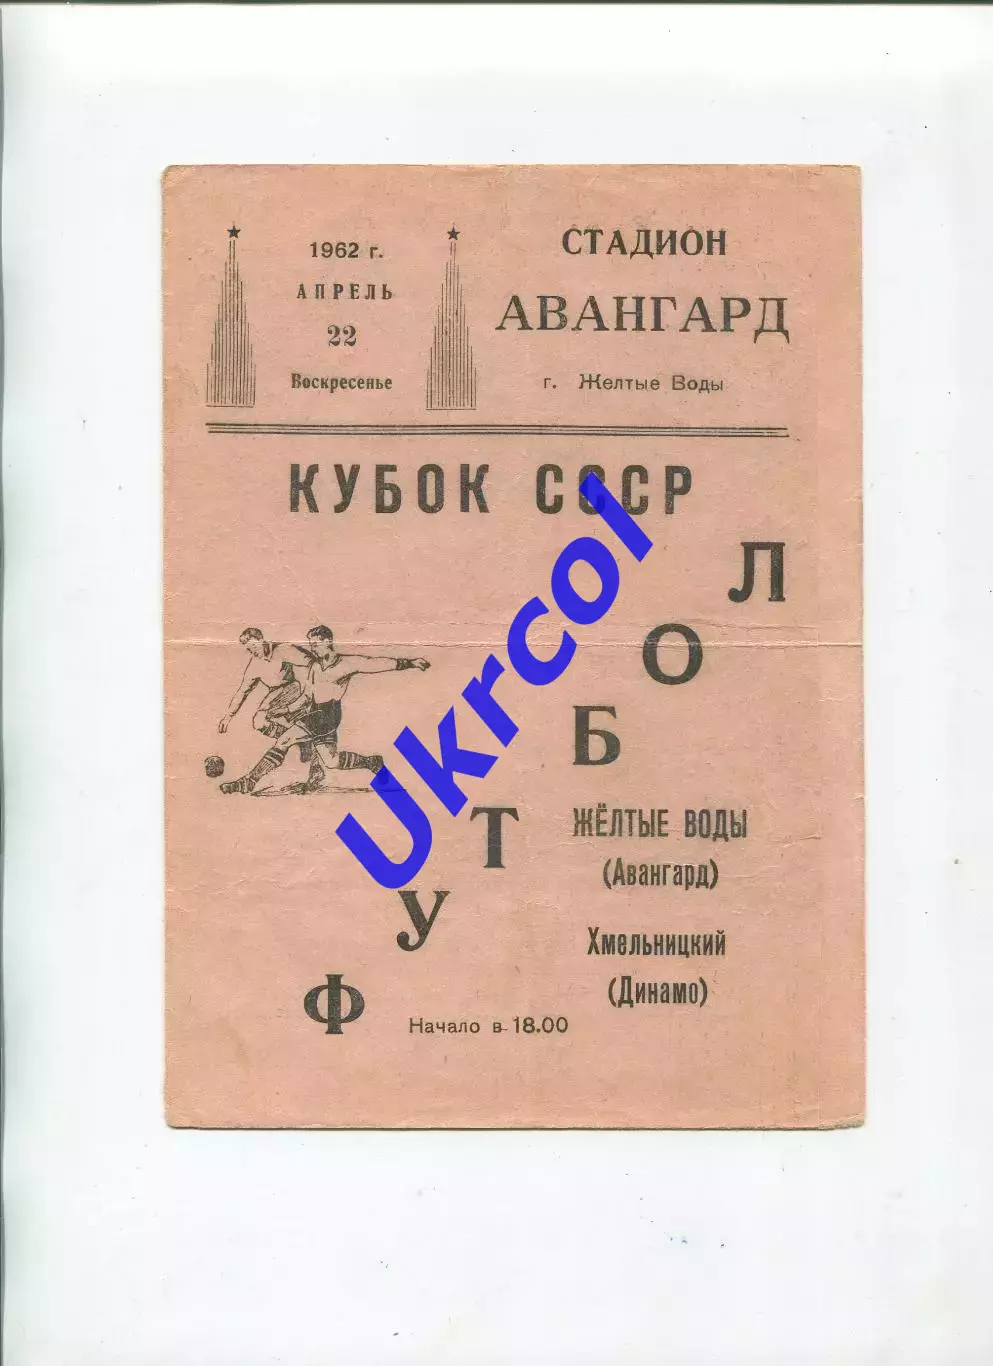 1962 г.
АПРЕЛЬ
22
Воскресенье
СТАДИОН
АВАНГАРД
г. Желтые Воды
КУБОК СССР
ФУТБОЛ
ЖЁЛТЫЕ ВОДЫ
(Авангард)
Хмельницкий
(Динамо)
Начало в 18.00
Ukrcol